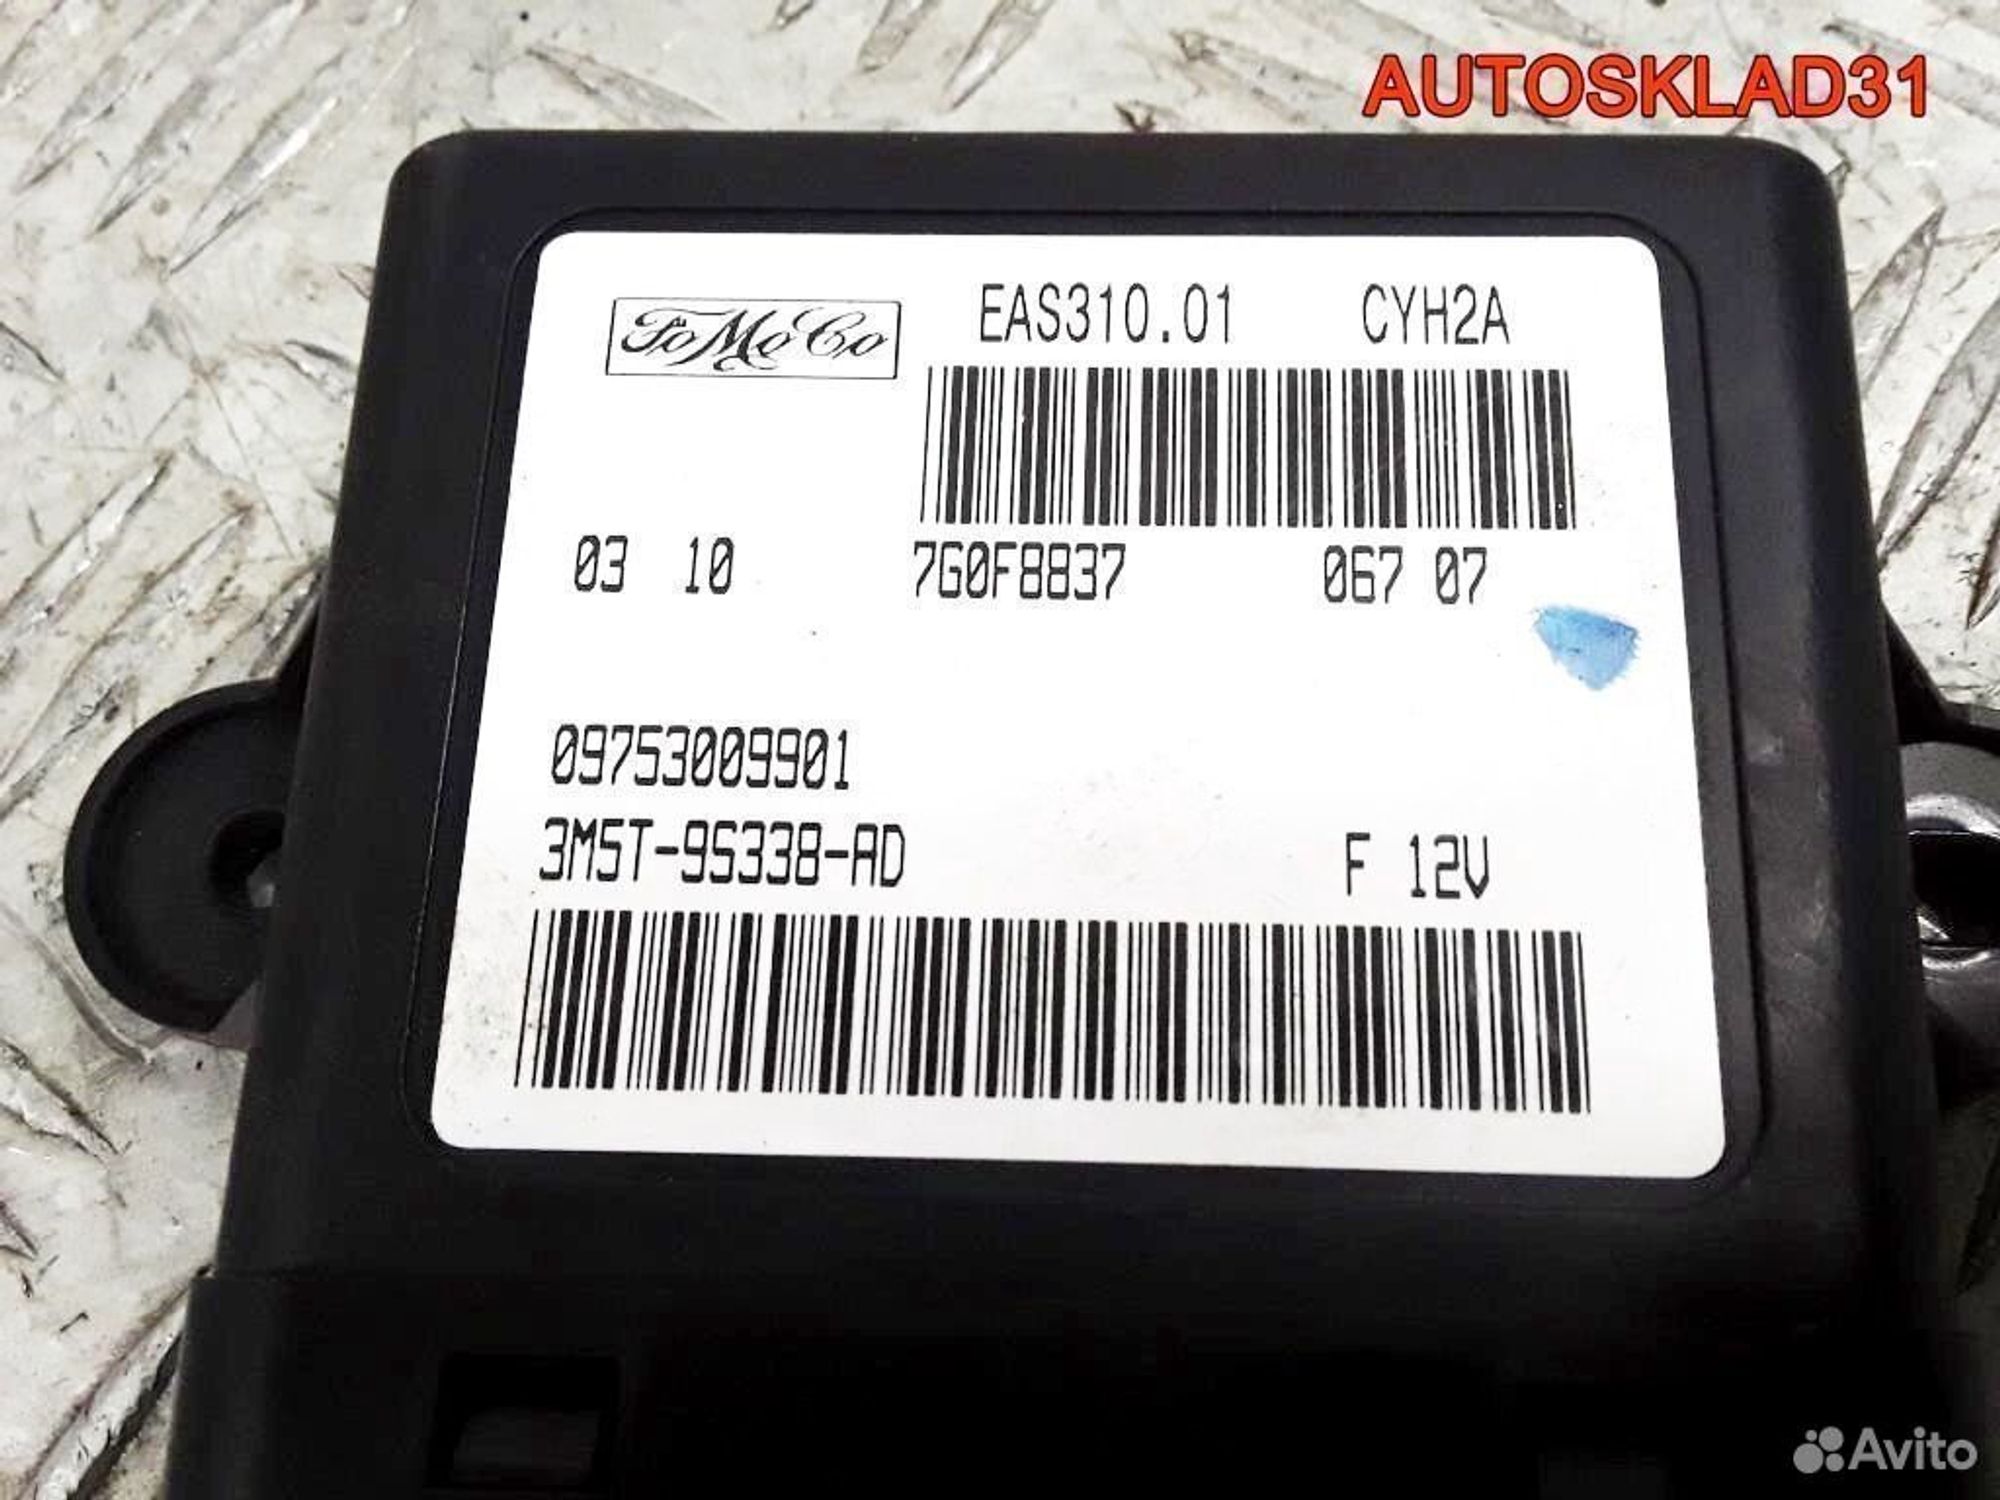 AUTOSKLAD31
FoMoCo
EAS310.01 CYH2A
03 10 7G0F8837 067 07
09753009901
3M5T-9S338-AD F 12V
Avito